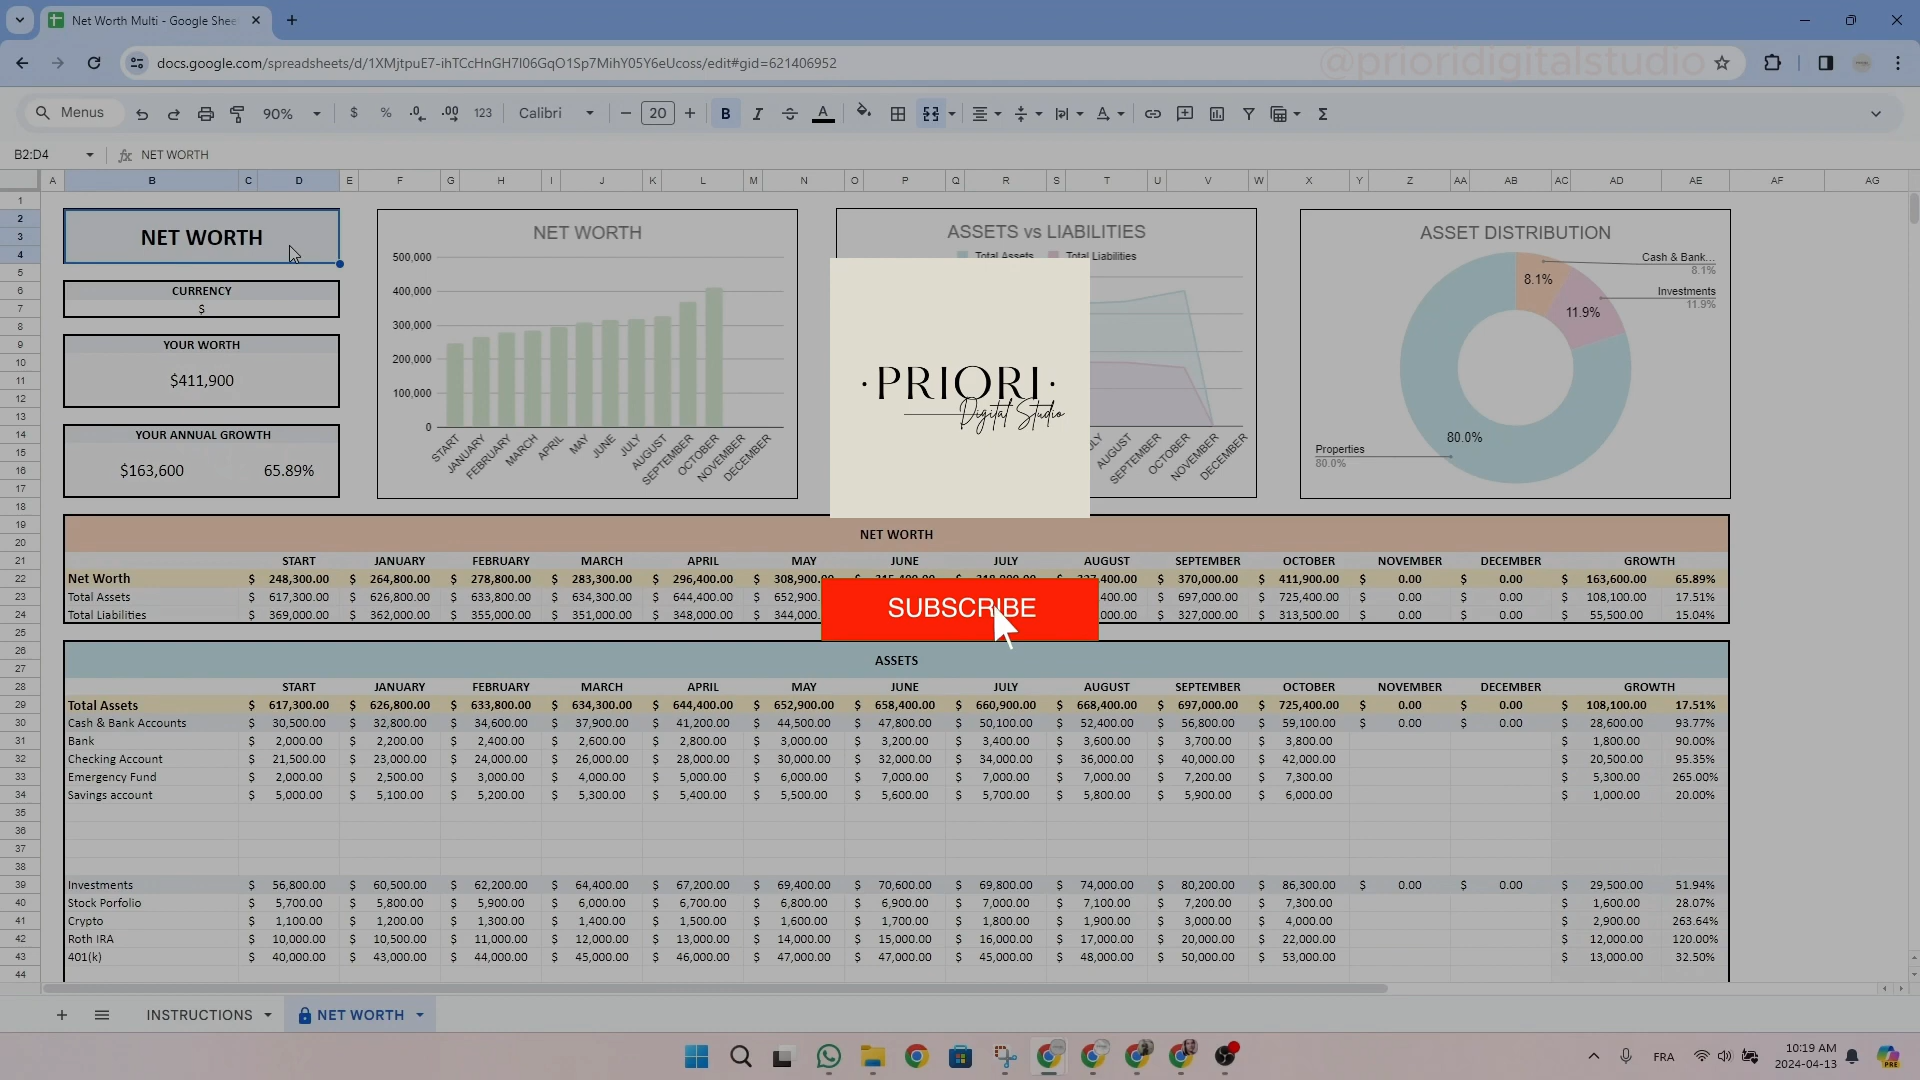 Net Worth Multi - Google Shee
docs.google.com/spreadsheets/d/1XMjtpuE7-ihTCcHnGH7I06GqO1Sp7MihY05Y6eUcoss/edit#gid=621406952
@prioridigitalstudio
Menus 90% $ % .0 .00 123 Calibri 20 B I A
B2:D4 fx NET WORTH
A B C D E F G H I J K L M N O P Q R S T U V W X Y Z AA AB AC AD AE AF AG
NET WORTH
CURRENCY
$
YOUR WORTH
$411,900
YOUR ANNUAL GROWTH
$163,600 65.89%
NET WORTH
500,000
400,000
300,000
200,000
100,000
0
START JANUARY FEBRUARY MARCH APRIL MAY JUNE JULY AUGUST SEPTEMBER OCTOBER NOVEMBER DECEMBER
ASSETS vs LIABILITIES
Total Assets Total Liabilities
AUGUST SEPTEMBER OCTOBER NOVEMBER DECEMBER
·PRIORI·
Digital Studio
ASSET DISTRIBUTION
Cash & Bank...
8.1%
8.1%
Investments
11.9%
11.9%
80.0%
Properties
80.0%
NET WORTH
START JANUARY FEBRUARY MARCH APRIL MAY JUNE JULY AUGUST SEPTEMBER OCTOBER NOVEMBER DECEMBER GROWTH
Net Worth $ 248,300.00 $ 264,800.00 $ 278,800.00 $ 283,300.00 $ 296,400.00 $ 308,900.00 $ 370,000.00 $ 411,900.00 $ 0.00 $ 0.00 $ 163,600.00 65.89%
Total Assets $ 617,300.00 $ 626,800.00 $ 633,800.00 $ 634,300.00 $ 644,400.00 $ 652,900 $ 697,000.00 $ 725,400.00 $ 0.00 $ 0.00 $ 108,100.00 17.51%
Total Liabilities $ 369,000.00 $ 362,000.00 $ 355,000.00 $ 351,000.00 $ 348,000.00 $ 344,000 $ 327,000.00 $ 313,500.00 $ 0.00 $ 0.00 $ 55,500.00 15.04%
SUBSCRIBE
ASSETS
START JANUARY FEBRUARY MARCH APRIL MAY JUNE JULY AUGUST SEPTEMBER OCTOBER NOVEMBER DECEMBER GROWTH
Total Assets $ 617,300.00 $ 626,800.00 $ 633,800.00 $ 634,300.00 $ 644,400.00 $ 652,900.00 $ 658,400.00 $ 660,900.00 $ 668,400.00 $ 697,000.00 $ 725,400.00 $ 0.00 $ 0.00 $ 108,100.00 17.51%
Cash & Bank Accounts $ 30,500.00 $ 32,800.00 $ 34,600.00 $ 37,900.00 $ 41,200.00 $ 44,500.00 $ 47,800.00 $ 50,100.00 $ 52,400.00 $ 56,800.00 $ 59,100.00 $ 0.00 $ 0.00 $ 28,600.00 93.77%
Bank $ 2,000.00 $ 2,200.00 $ 2,400.00 $ 2,600.00 $ 2,800.00 $ 3,000.00 $ 3,200.00 $ 3,400.00 $ 3,600.00 $ 3,700.00 $ 3,800.00 $ 1,800.00 90.00%
Checking Account $ 21,500.00 $ 23,000.00 $ 24,000.00 $ 26,000.00 $ 28,000.00 $ 30,000.00 $ 32,000.00 $ 34,000.00 $ 36,000.00 $ 40,000.00 $ 42,000.00 $ 20,500.00 95.35%
Emergency Fund $ 2,000.00 $ 2,500.00 $ 3,000.00 $ 4,000.00 $ 5,000.00 $ 6,000.00 $ 7,000.00 $ 7,000.00 $ 7,000.00 $ 7,200.00 $ 7,300.00 $ 5,300.00 265.00%
Savings account $ 5,000.00 $ 5,100.00 $ 5,200.00 $ 5,300.00 $ 5,400.00 $ 5,500.00 $ 5,600.00 $ 5,700.00 $ 5,800.00 $ 5,900.00 $ 6,000.00 $ 1,000.00 20.00%
Investments $ 56,800.00 $ 60,500.00 $ 62,200.00 $ 64,400.00 $ 67,200.00 $ 69,400.00 $ 70,600.00 $ 69,800.00 $ 74,000.00 $ 80,200.00 $ 86,300.00 $ 0.00 $ 0.00 $ 29,500.00 51.94%
Stock Porfolio $ 5,700.00 $ 5,800.00 $ 5,900.00 $ 6,000.00 $ 6,700.00 $ 6,800.00 $ 6,900.00 $ 7,000.00 $ 7,100.00 $ 7,200.00 $ 7,300.00 $ 1,600.00 28.07%
Crypto $ 1,100.00 $ 1,200.00 $ 1,300.00 $ 1,400.00 $ 1,500.00 $ 1,600.00 $ 1,700.00 $ 1,800.00 $ 1,900.00 $ 3,000.00 $ 4,000.00 $ 2,900.00 263.64%
Roth IRA $ 10,000.00 $ 10,500.00 $ 11,000.00 $ 12,000.00 $ 13,000.00 $ 14,000.00 $ 15,000.00 $ 16,000.00 $ 17,000.00 $ 20,000.00 $ 22,000.00 $ 12,000.00 120.00%
401(k) $ 40,000.00 $ 43,000.00 $ 44,000.00 $ 45,000.00 $ 46,000.00 $ 47,000.00 $ 47,000.00 $ 45,000.00 $ 48,000.00 $ 50,000.00 $ 53,000.00 $ 13,000.00 32.50%
INSTRUCTIONS NET WORTH
FRA 10:19 AM
2024-04-13